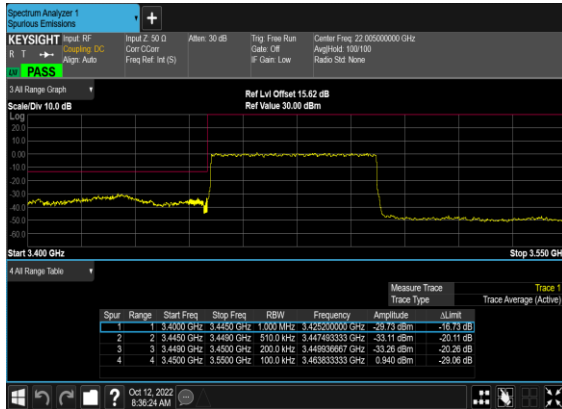 Spectrum Analyzer 1
Spurious Emissions
+
KEYSIGHT
R T
LW PASS
Input: RF
Coupling: DC
Align: Auto
Input Z: 50 Ω
Corr CCorr
Freq Ref: Int (S)
Atten: 30 dB
Trig: Free Run
Gate: Off
IF Gain: Low
Center Freq: 22.005000000 GHz
Avg|Hold: 100/100
Radio Std: None
3 All Range Graph
Scale/Div 10.0 dB
Ref Lvl Offset 15.62 dB
Ref Value 30.00 dBm
Log
20.0
10.0
0.00
-10.0
-20.0
-30.0
-40.0
-50.0
-60.0
Start 3.400 GHz
Stop 3.550 GH
4 All Range Table
Measure Trace Trace 1
Trace Type Trace Average (Active)
Spur Range Start Freq Stop Freq RBW Frequency Amplitude ΔLimit
1 1 3.4000 GHz 3.4450 GHz 1.000 MHz 3.425200000 GHz -29.73 dBm -16.73 dB
2 2 3.4450 GHz 3.4490 GHz 510.0 kHz 3.447493333 GHz -33.11 dBm -20.11 dB
3 3 3.4490 GHz 3.4500 GHz 200.0 kHz 3.449936667 GHz -33.26 dBm -20.26 dB
4 4 3.4500 GHz 3.5500 GHz 100.0 kHz 3.463833333 GHz 0.940 dBm -29.06 dB
?
Oct 12, 2022
8:36:24 AM